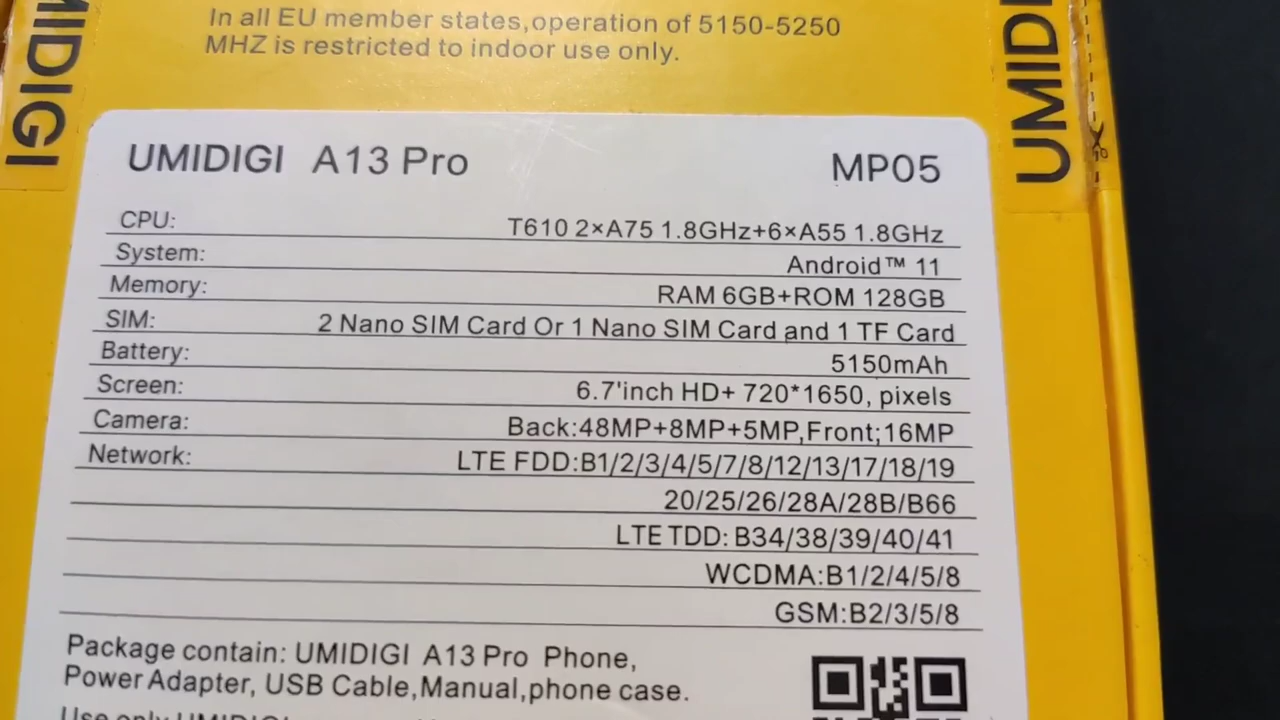 In all EU member states,operation of 5150-5250
MHZ is restricted to indoor use only.
UMIDIGI
UMIDIGI A13 Pro
MP05
CPU: T610 2×A75 1.8GHz+6×A55 1.8GHz
System: Android™ 11
Memory: RAM 6GB+ROM 128GB
SIM: 2 Nano SIM Card Or 1 Nano SIM Card and 1 TF Card
Battery: 5150mAh
Screen: 6.7'inch HD+ 720*1650, pixels
Camera: Back:48MP+8MP+5MP,Front;16MP
Network: LTE FDD:B1/2/3/4/5/7/8/12/13/17/18/19
20/25/26/28A/28B/B66
LTE TDD: B34/38/39/40/41
WCDMA:B1/2/4/5/8
GSM:B2/3/5/8
Package contain: UMIDIGI A13 Pro Phone,
Power Adapter, USB Cable,Manual,phone case.
Use only UMIDIGI